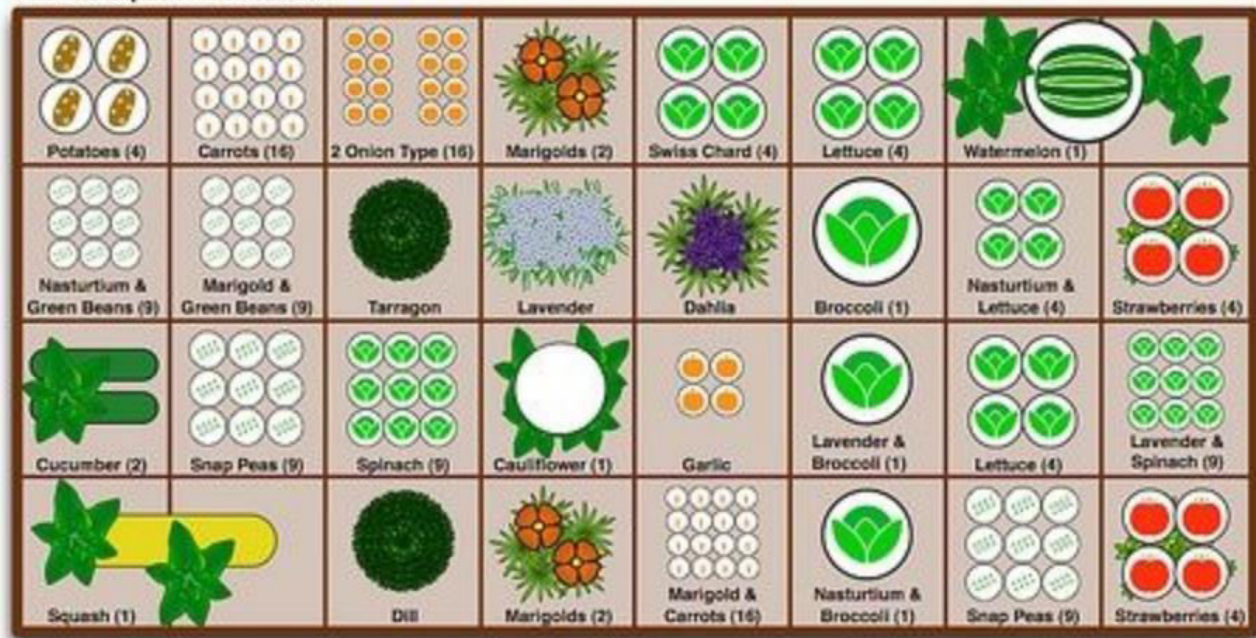 Potatoes (4)
Carrots (16)
2 Onion Type (16)
Marigolds (2)
Swiss Chard (4)
Lettuce (4)
Watermelon (1)
Nasturtium &
Green Beans (9)
Marigold &
Green Beans (9)
Tarragon
Lavender
Dahlia
Broccoli (1)
Nasturtium &
Lettuce (4)
Strawberries (4)
Cucumber (2)
Snap Peas (9)
Spinach (9)
Cauliflower (1)
Garlic
Lavender &
Broccoli (1)
Lettuce (4)
Lavender &
Spinach (9)
Squash (1)
Dill
Marigolds (2)
Marigold &
Carrots (16)
Nasturtium &
Broccoli (1)
Snap Peas (9)
Strawberries (4)